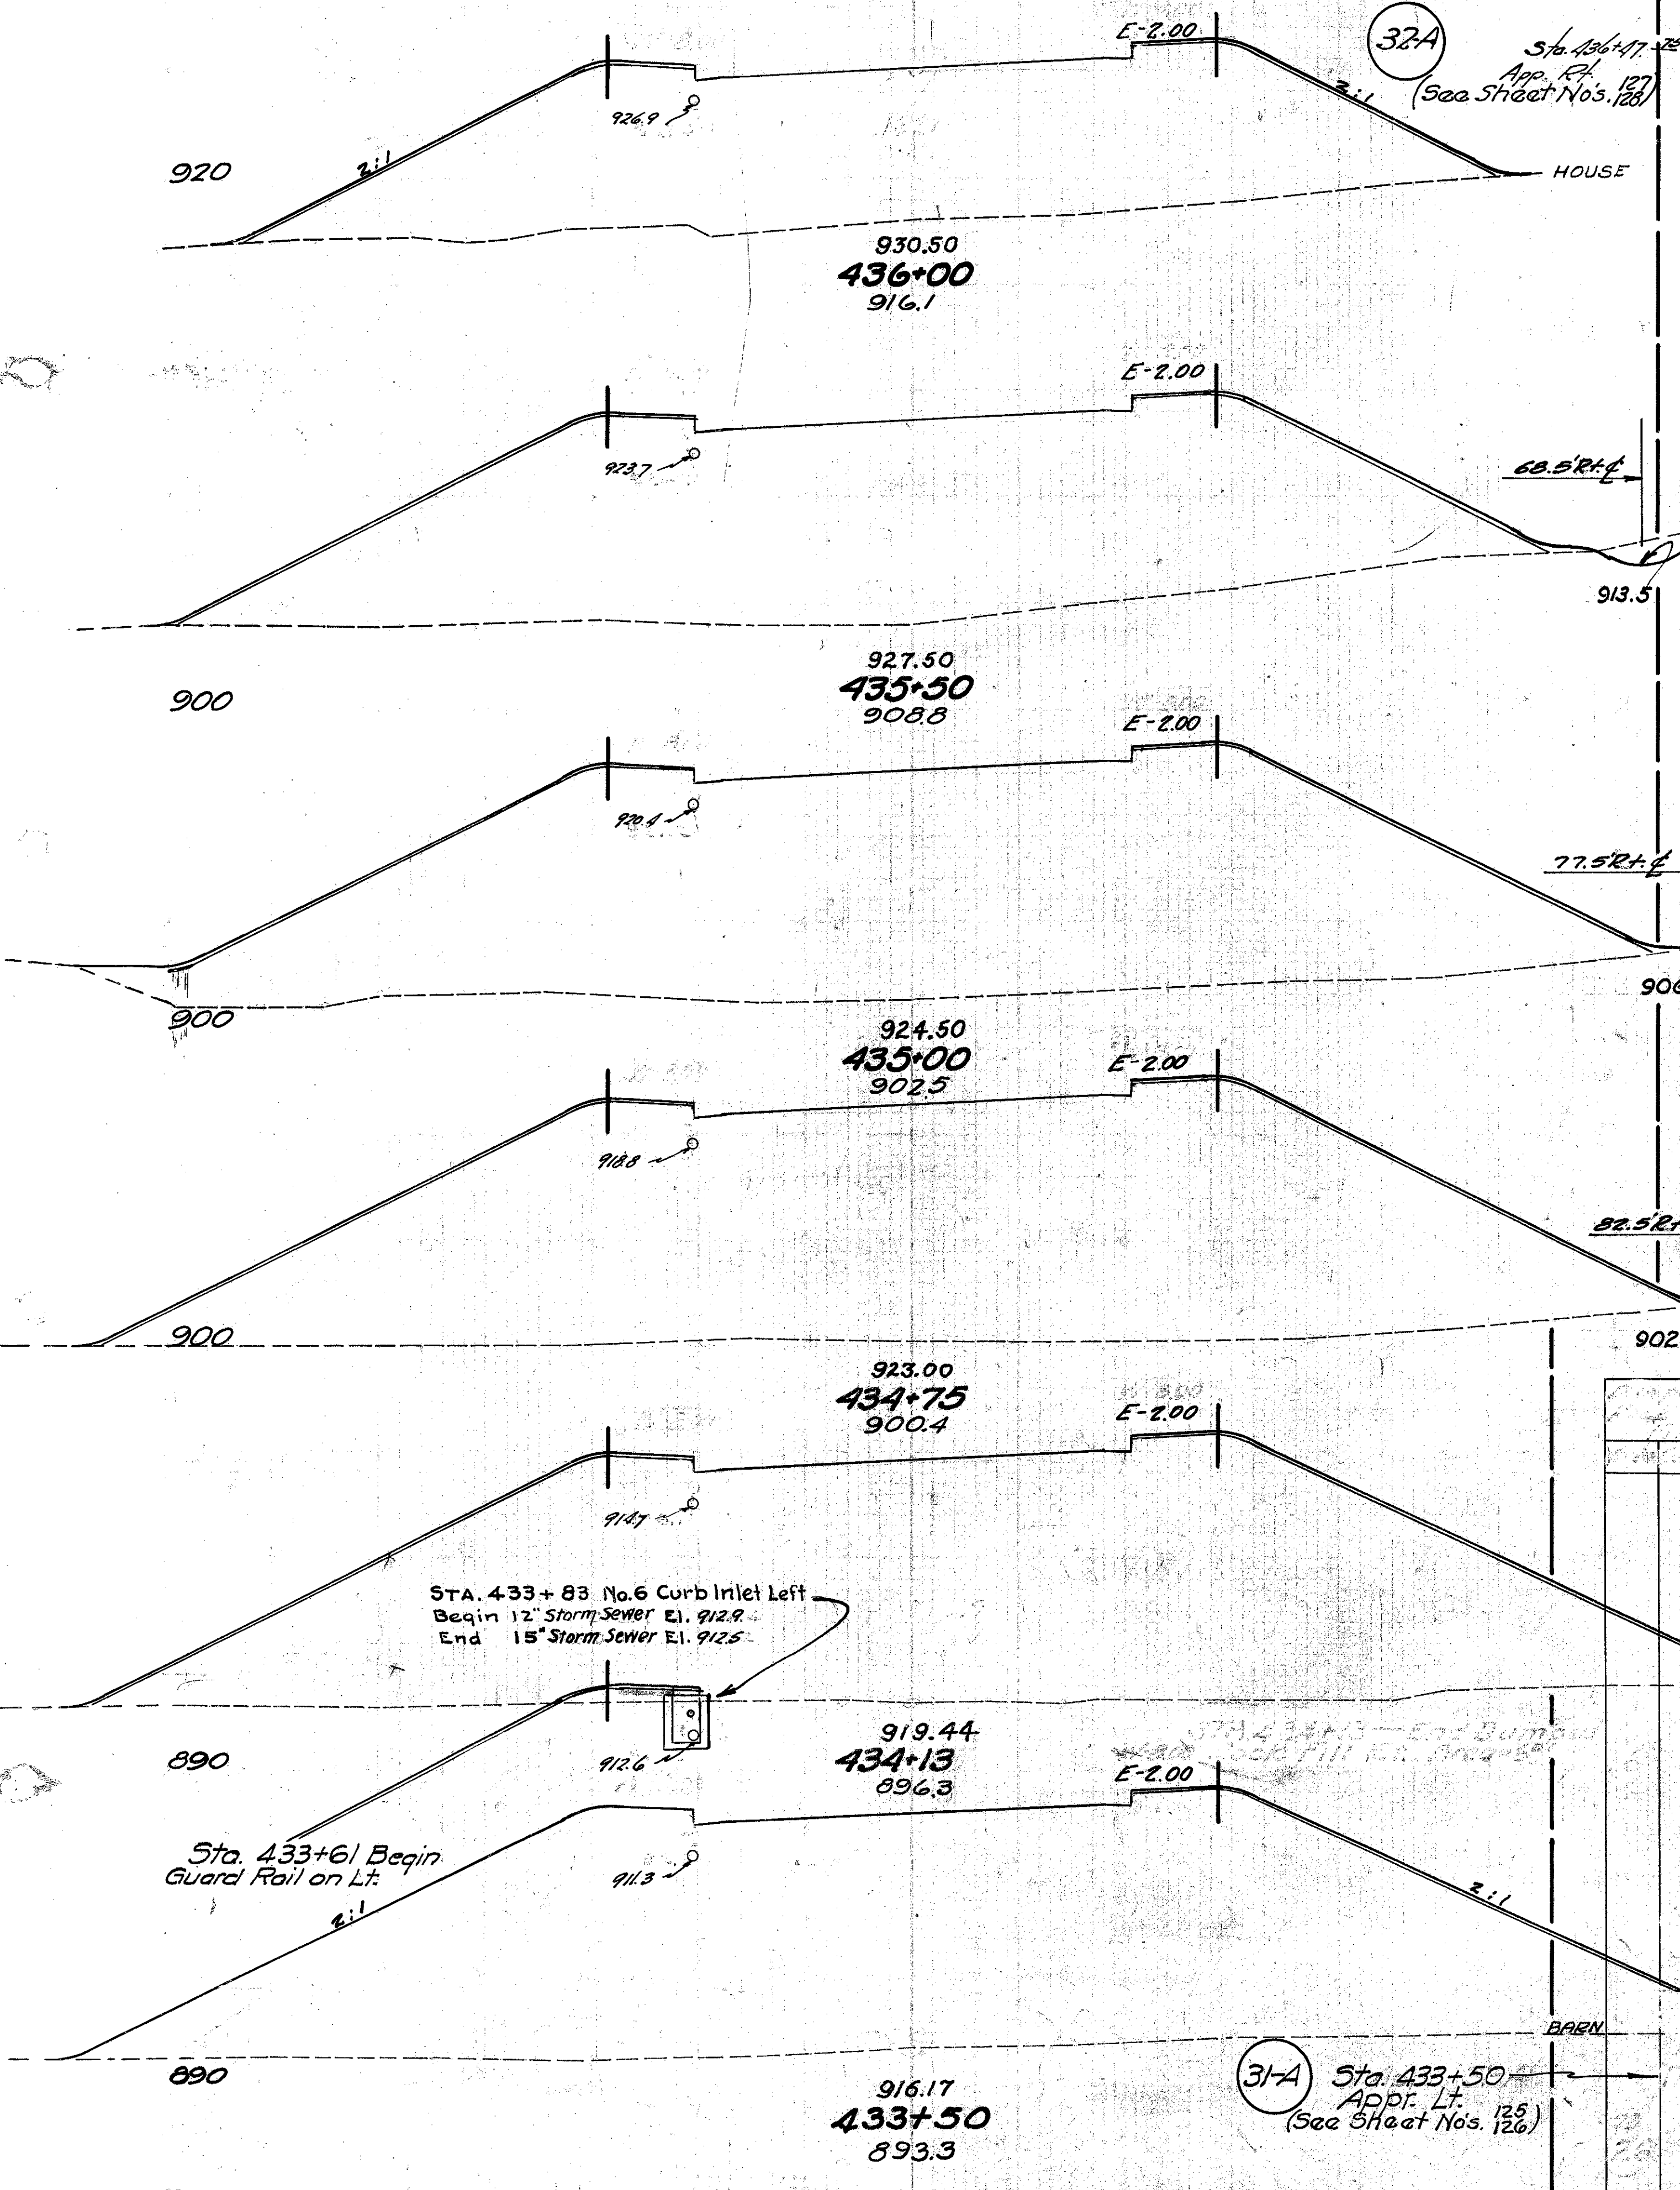 E-2.00
32-A
Sta. 436+47.75
App. Rt.
(See Sheet No's. 127
128)
2:1
926.9
920
2:1
HOUSE
930.50
436+00
916.1
E-2.00
923.7
68.5'Rt.℄
913.5
927.50
435+50
908.8
900
E-2.00
920.4
77.5'Rt.℄
906
900
924.50
435+00
902.5
E-2.00
918.8
82.5'Rt
900
902
923.00
434+75
900.4
E-2.00
914.7
STA. 433+83 No.6 Curb Inlet Left
Begin 12" Storm Sewer El. 912.9
End 15" Storm Sewer El. 912.5
919.44
434+13
896.3
890
912.6
E-2.00
Sta. 433+61 Begin
Guard Rail on Lt.
911.3
2:1
2:1
BARN
890
916.17
433+50
893.3
31-A
Sta. 433+50
Appr. Lt.
(See Sheet No's. 125
126)